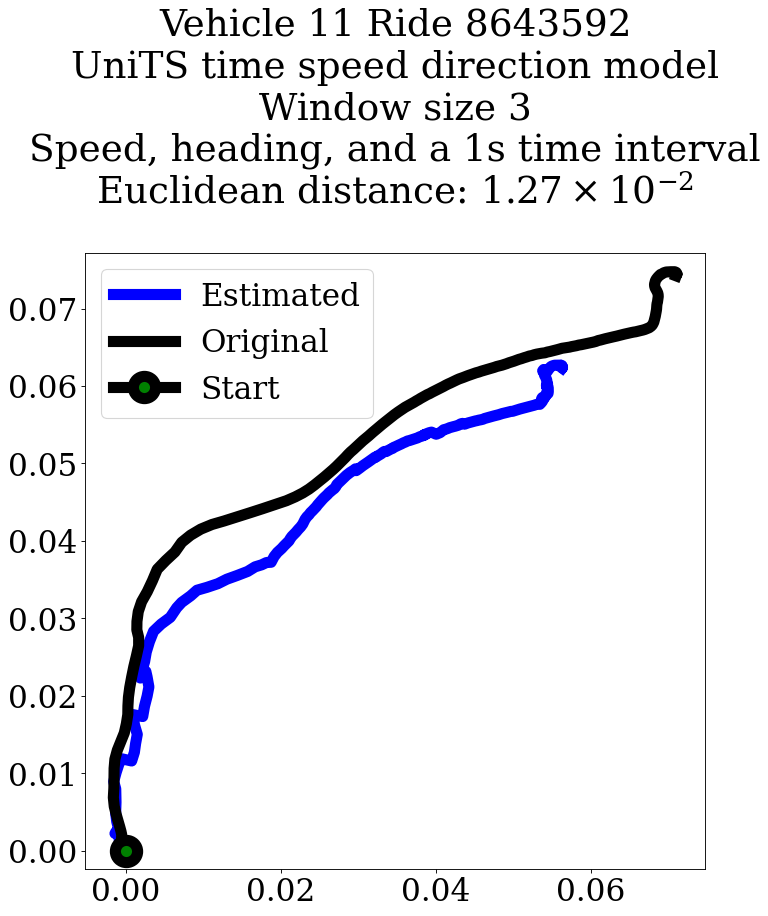 Vehicle 11 Ride 8643592
UniTS time speed direction model
Window size 3
Speed, heading, and a 1s time interval
Euclidean distance: 1.27 × 10⁻²
Estimated
Original
Start
0.07
0.06
0.05
0.04
0.03
0.02
0.01
0.00
0.00 0.02 0.04 0.06